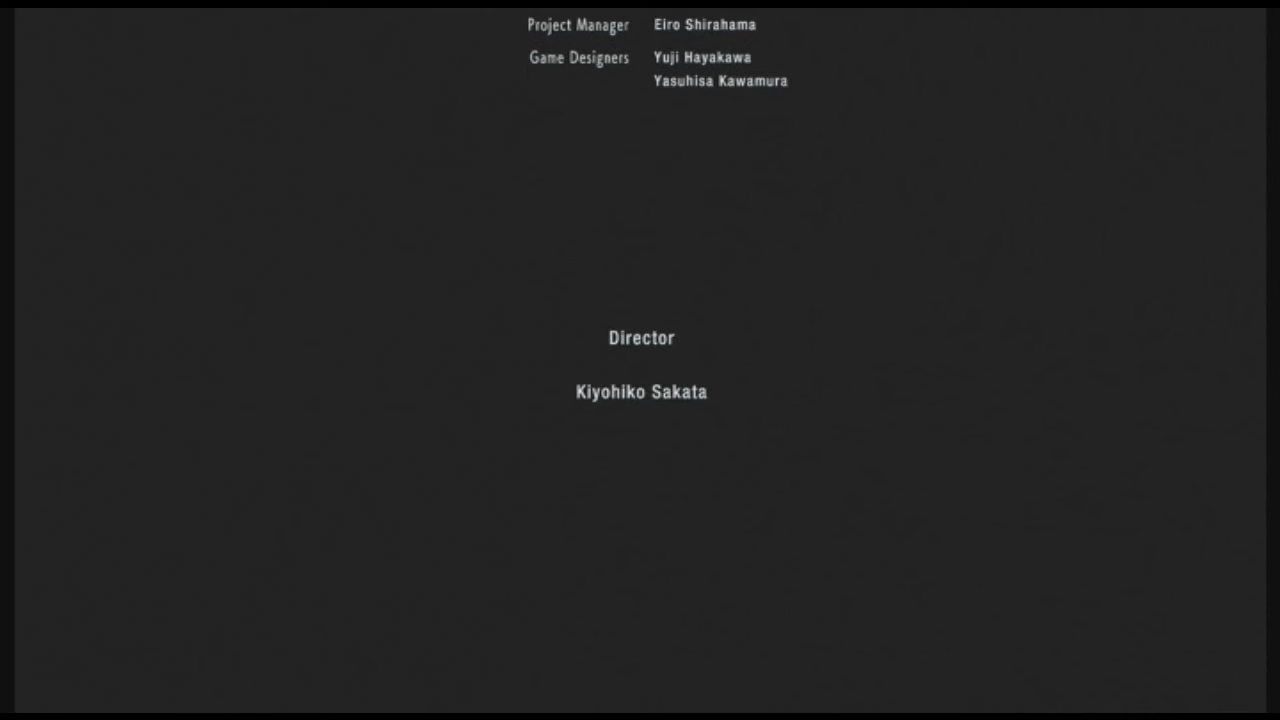 Project Manager Eiro Shirahama
Game Designers Yuji Hayakawa
Yasuhisa Kawamura
Director
Kiyohiko Sakata